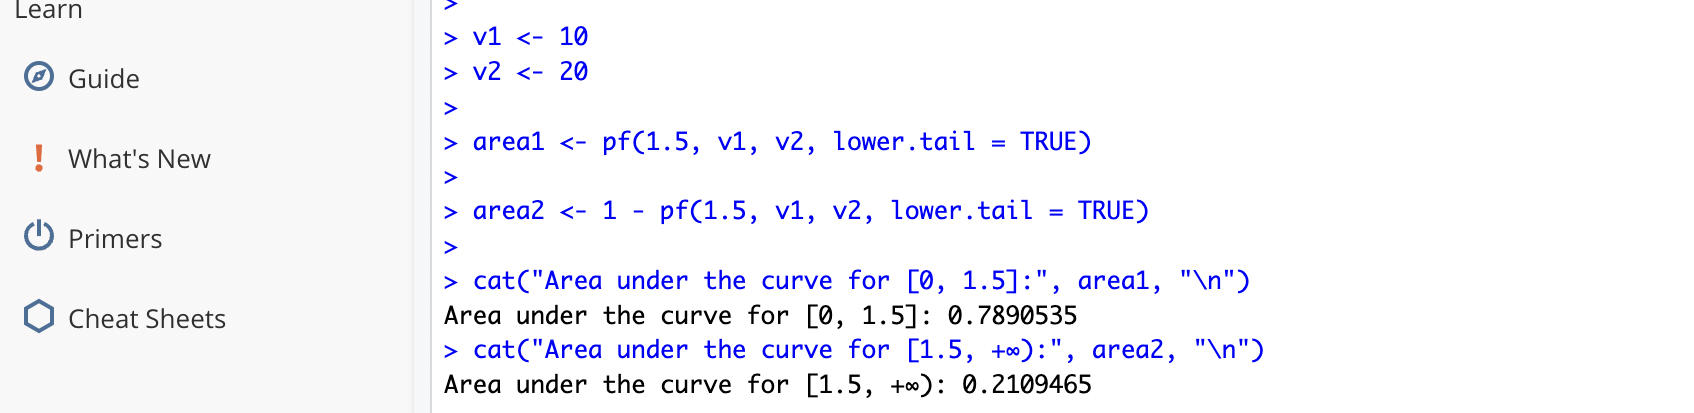 Learn
Guide
What's New
Primers
Cheat Sheets
>
> v1 <- 10
> v2 <- 20
>
> area1 <- pf(1.5, v1, v2, lower.tail = TRUE)
>
> area2 <- 1 - pf(1.5, v1, v2, lower.tail = TRUE)
>
> cat("Area under the curve for [0, 1.5]:", area1, "\n")
Area under the curve for [0, 1.5]: 0.7890535
> cat("Area under the curve for [1.5, +∞):", area2, "\n")
Area under the curve for [1.5, +∞): 0.2109465